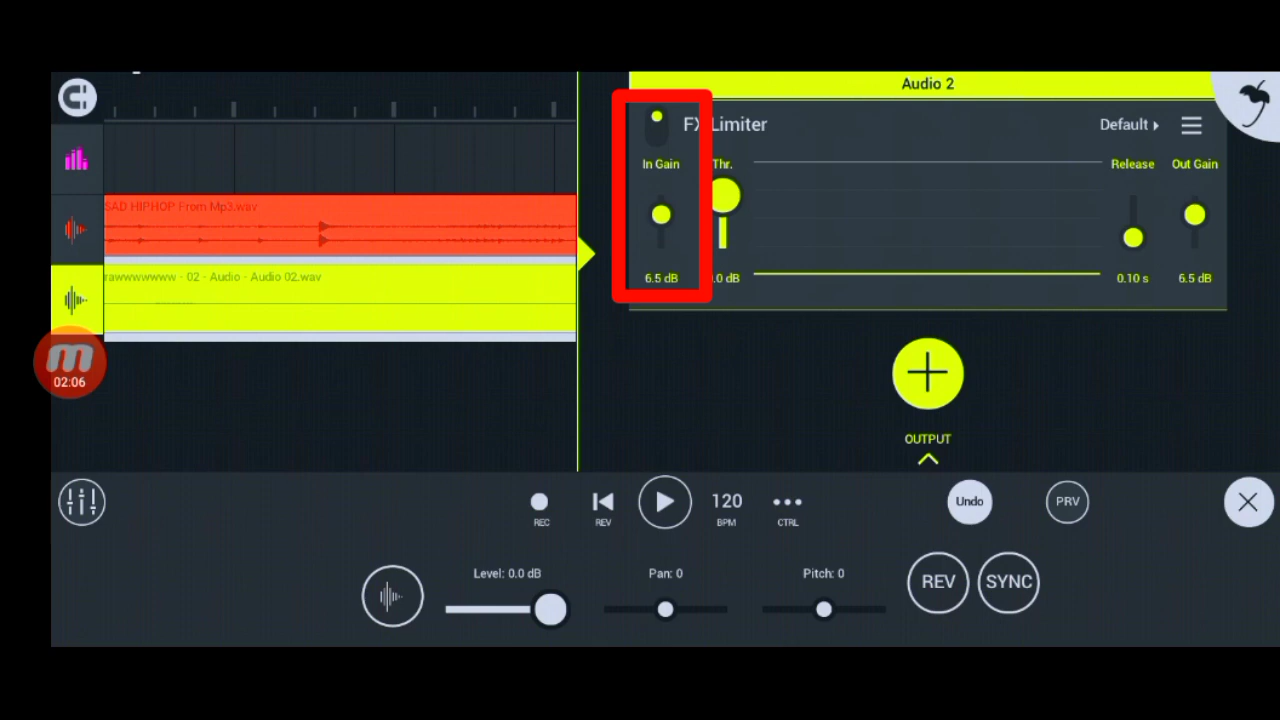 Audio 2
FX Limiter
Default
In Gain
Thr.
Release
Out Gain
SAD HIPHOP From Mp3.wav
rawwwwwww - 02 - Audio - Audio 02.wav
6.5 dB
.0 dB
0.10 s
6.5 dB
02:06
OUTPUT
120
Undo
PRV
REC
REV
BPM
CTRL
Level: 0.0 dB
Pan: 0
Pitch: 0
REV
SYNC